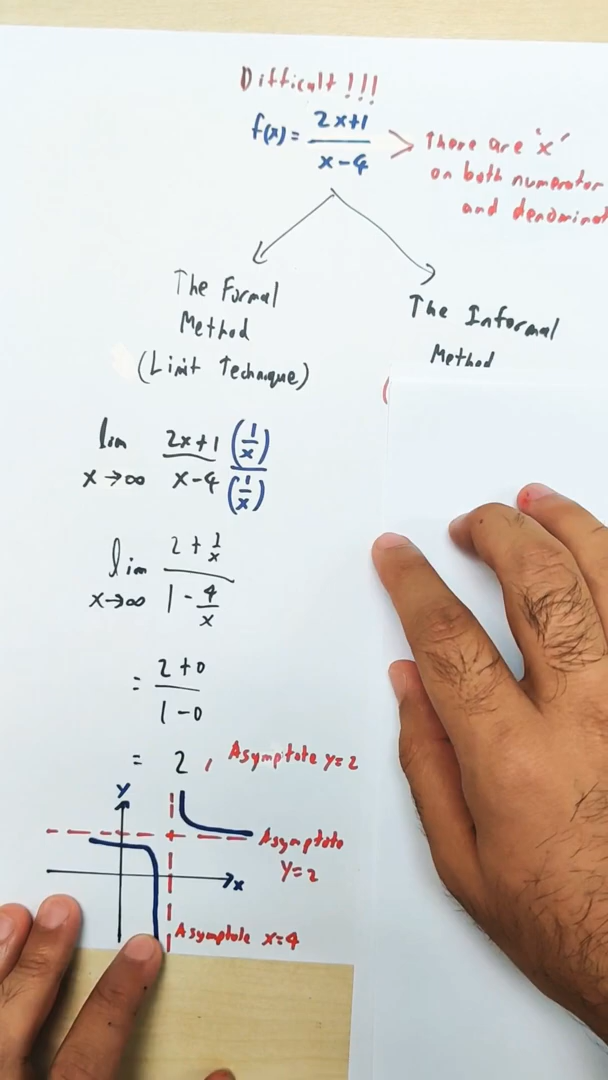 Difficult!!!
f(x) = 2x+1
x-4
There are 'x'
on both numerator
and denominat
The Formal
Method
(Limit Technique)
The Informal
Method
(
lim 2x+1 (1/x)
x→∞ x-4 (1/x)
lim 2 + 1/x
x→∞ 1 - 4/x
= 2+0
1-0
= 2, Asymptote y=2
y
Asymptote
y=2
x
Asymptote x=4